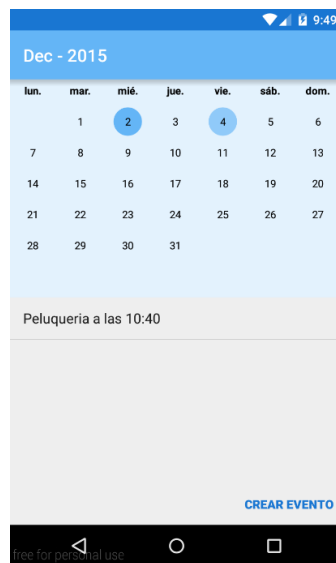 9:49
Dec - 2015
lun. mar. mié. jue. vie. sáb. dom.
1 2 3 4 5 6
7 8 9 10 11 12 13
14 15 16 17 18 19 20
21 22 23 24 25 26 27
28 29 30 31
Peluqueria a las 10:40
CREAR EVENTO
free for personal use